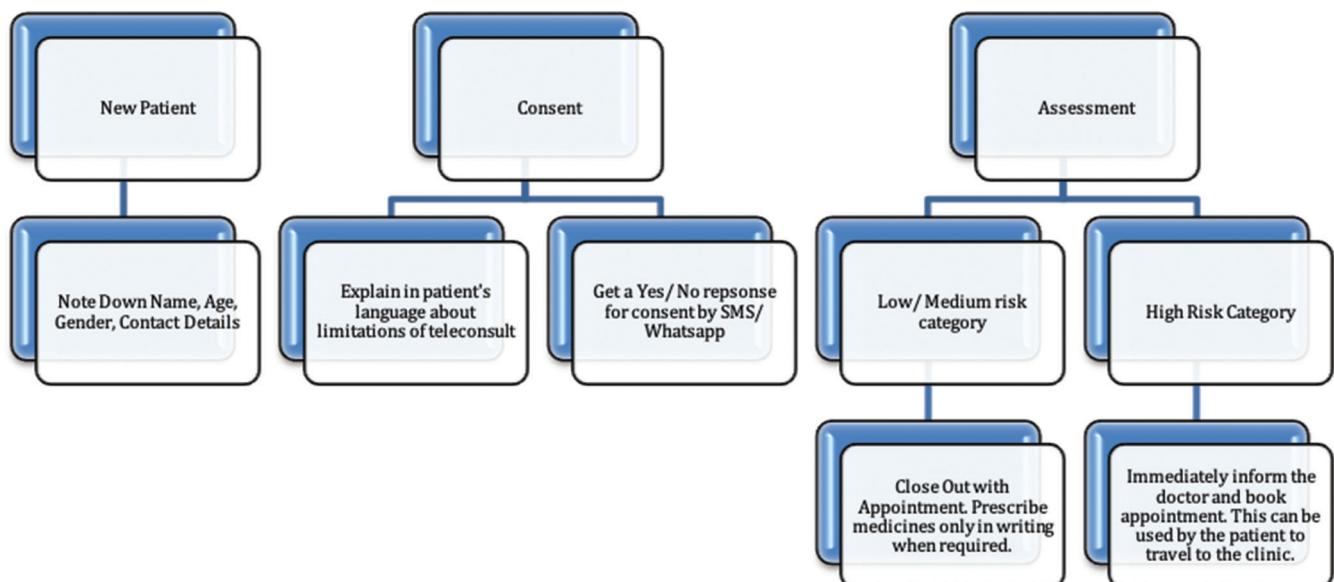 New Patient
Consent
Assessment
Note Down Name, Age,
Gender, Contact Details
Explain in patient's
language about
limitations of teleconsult
Get a Yes/ No repsonse
for consent by SMS/
Whatsapp
Low/ Medium risk
category
High Risk Category
Close Out with
Appointment. Prescribe
medicines only in writing
when required.
Immediately inform the
doctor and book
appointment. This can be
used by the patient to
travel to the clinic.